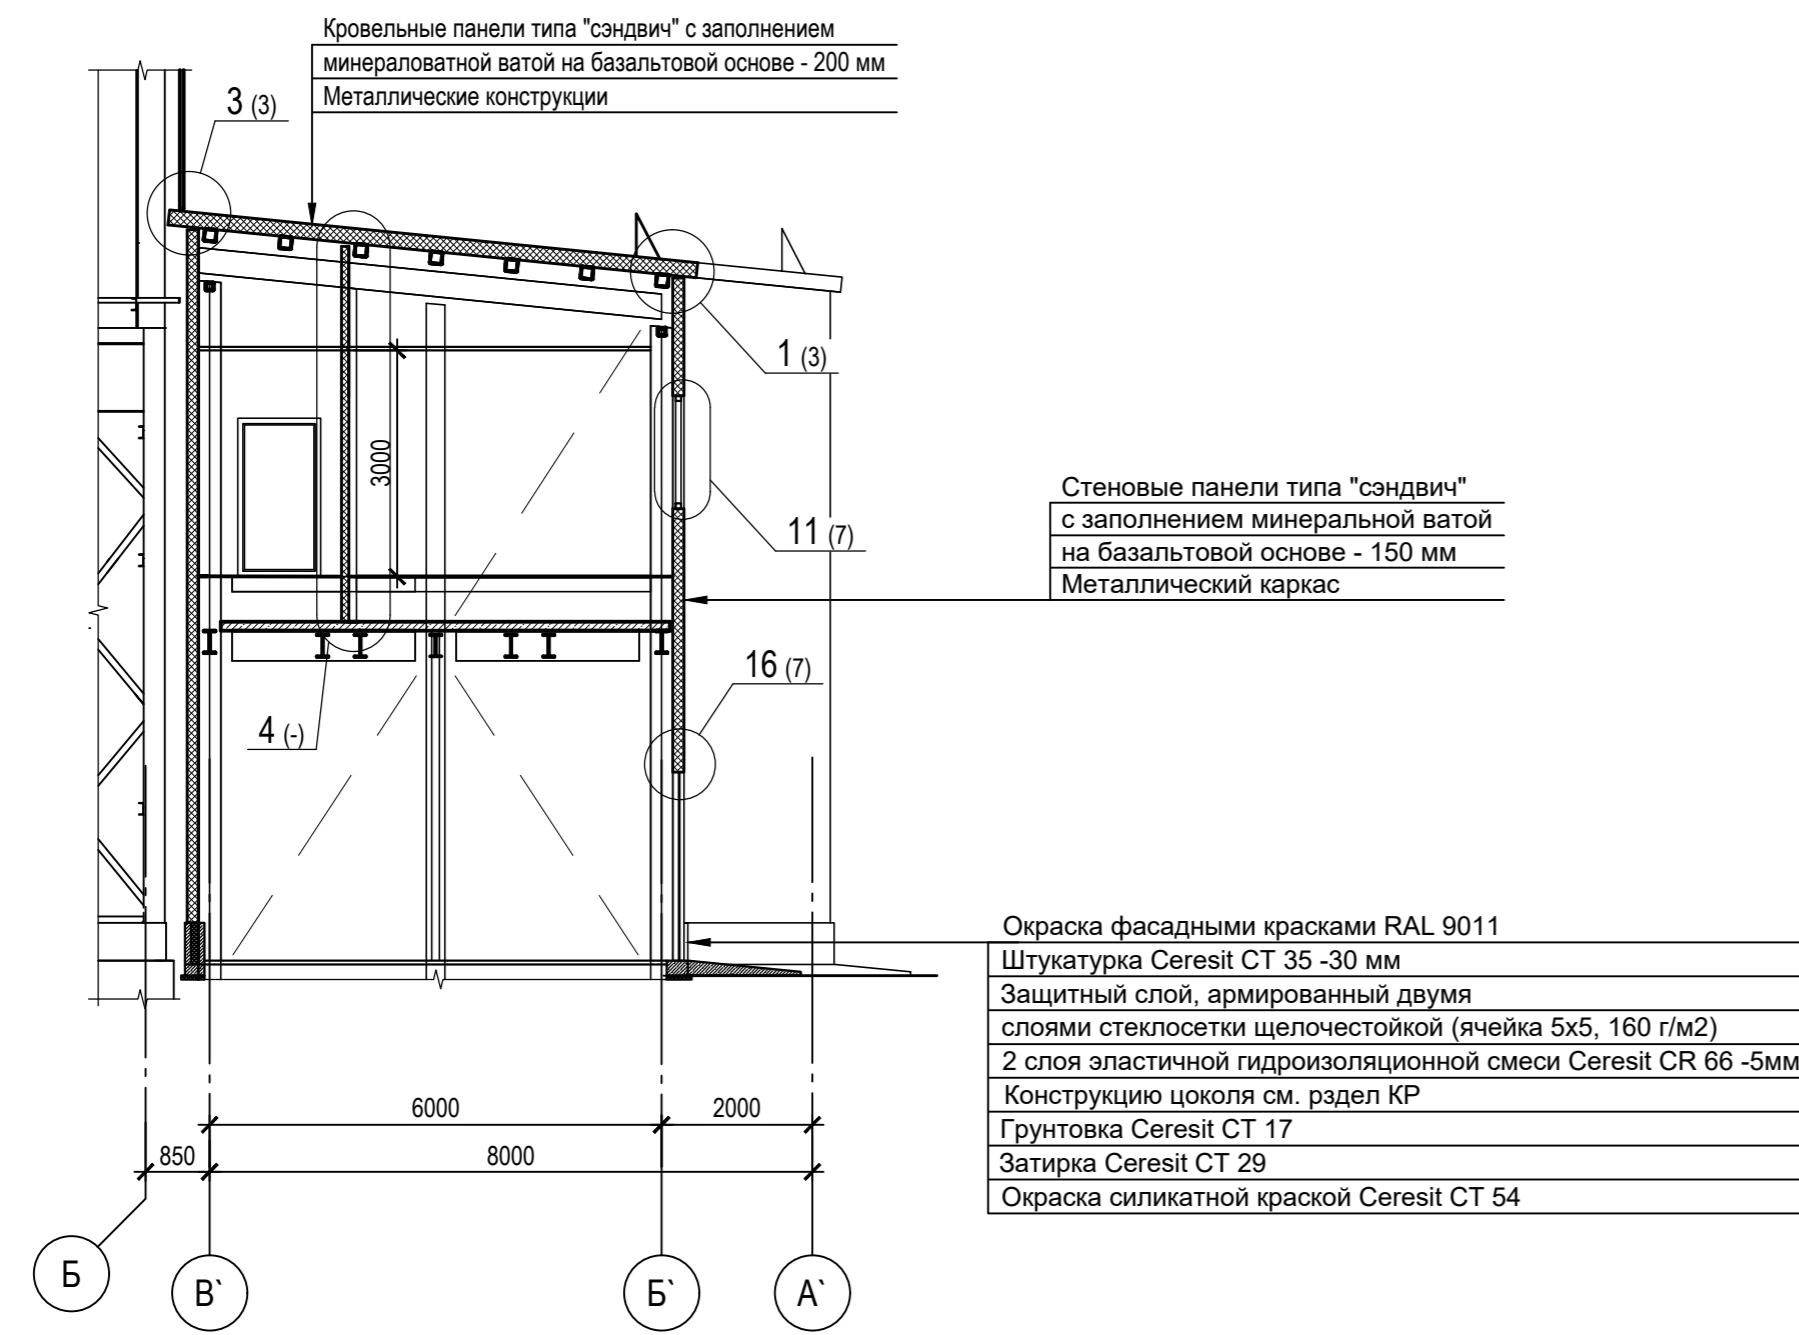 Кровельные панели типа "сэндвич" с заполнением
минераловатной ватой на базальтовой основе - 200 мм
Металлические конструкции
3 (3)
1 (3)
3000
11 (7)
Стеновые панели типа "сэндвич"
с заполнением минеральной ватой
на базальтовой основе - 150 мм
Металлический каркас
16 (7)
4 (-)
Окраска фасадными красками RAL 9011
Штукатурка Ceresit CT 35 -30 мм
Защитный слой, армированный двумя
слоями стеклосетки щелочестойкой (ячейка 5х5, 160 г/м2)
2 слоя эластичной гидроизоляционной смеси Ceresit CR 66 -5мм
Конструкцию цоколя см. рздел КР
Грунтовка Ceresit CT 17
Затирка Ceresit CT 29
Окраска силикатной краской Ceresit CT 54
6000
2000
850
8000
Б
В`
Б`
А`